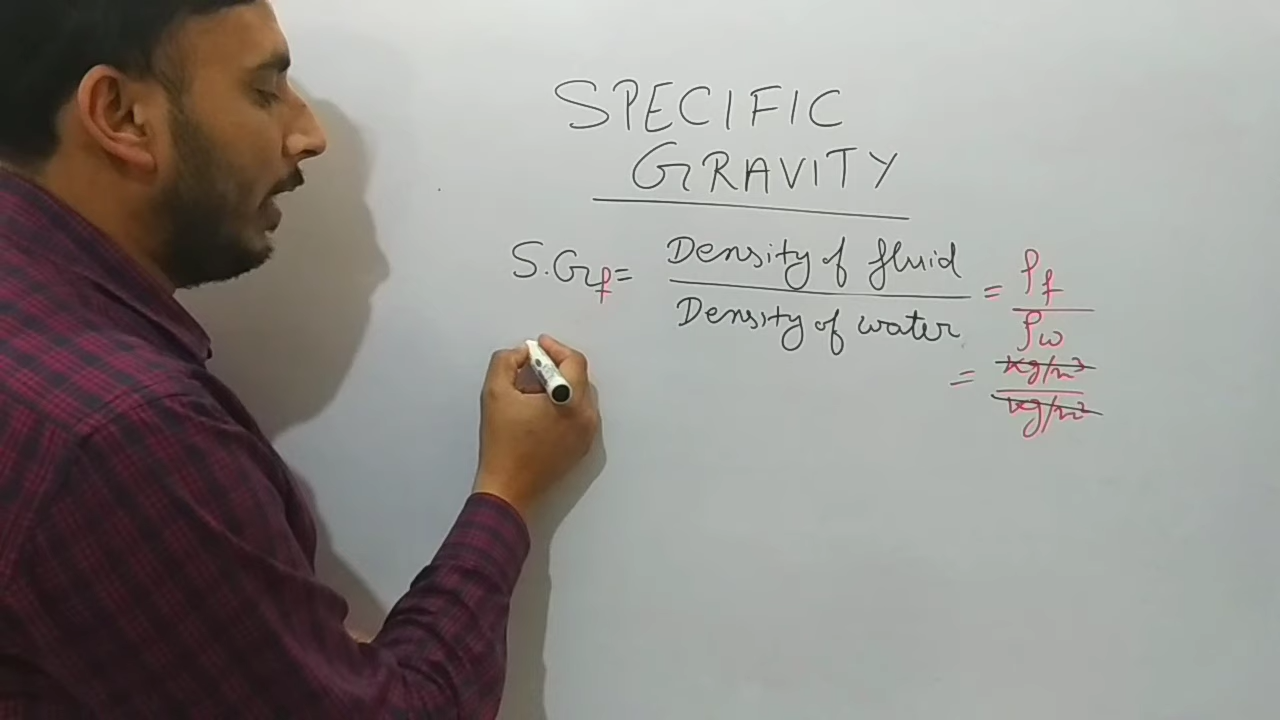 SPECIFIC
GRAVITY
S.G_f = Density of fluid / Density of water = ρ_f / ρ_w
= kg/m³ / kg/m³